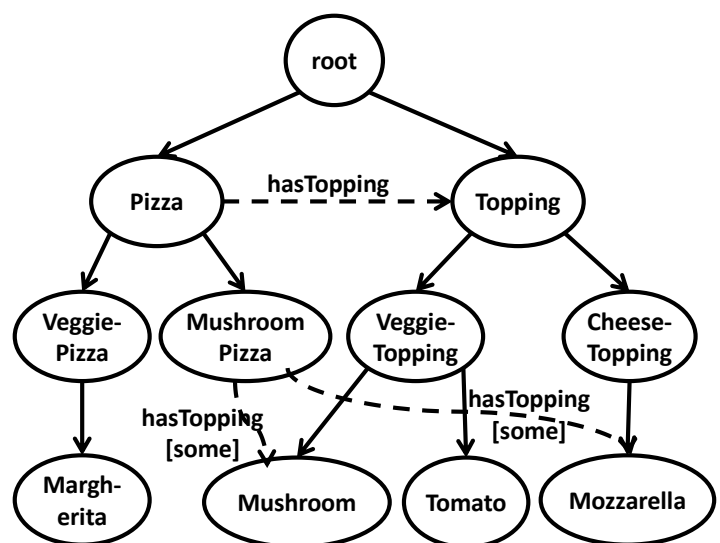 root
Pizza
hasTopping
Topping
Veggie-
Pizza
Mushroom
Pizza
Veggie-
Topping
Cheese-
Topping
hasTopping
[some]
hasTopping
[some]
Margh-
erita
Mushroom
Tomato
Mozzarella